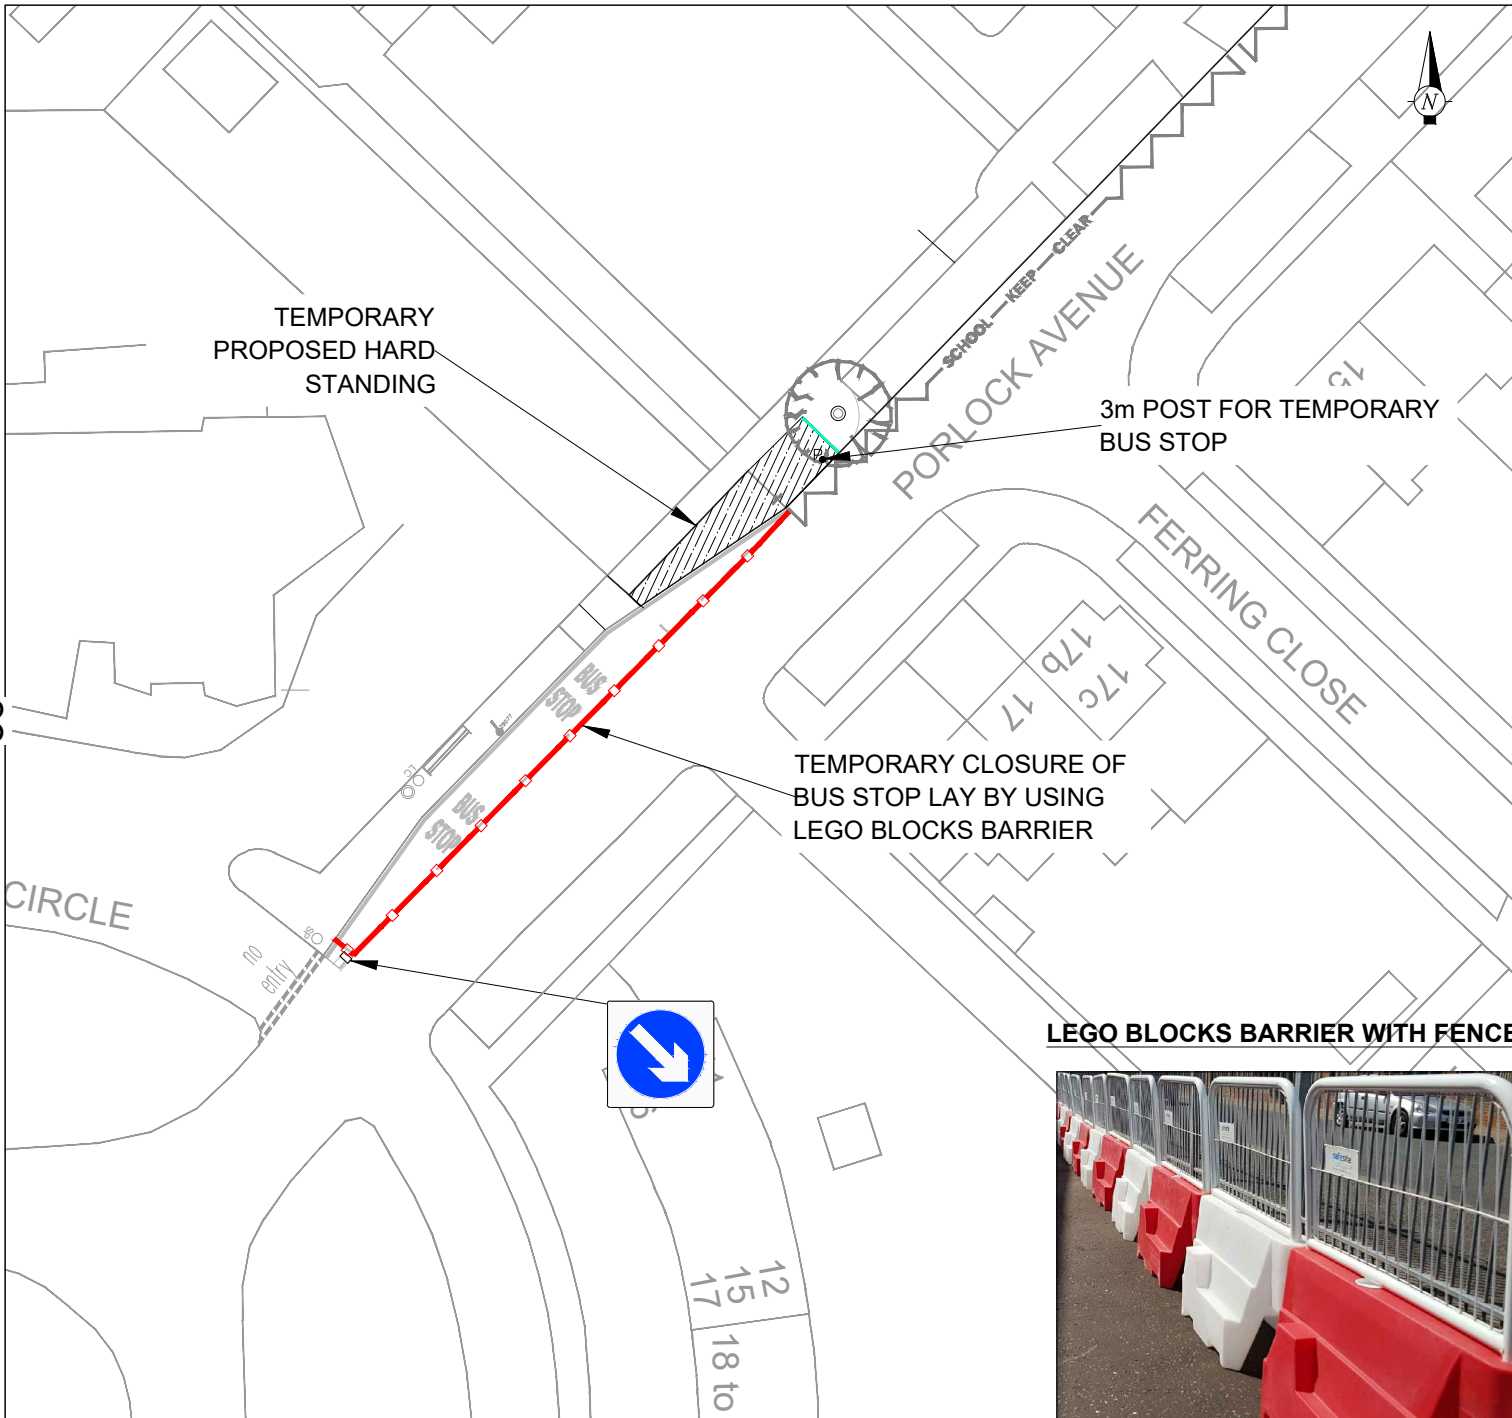 N
SCHOOL KEEP CLEAR
PORLOCK AVENUE
TEMPORARY
PROPOSED HARD
STANDING
3m POST FOR TEMPORARY
BUS STOP
P
15
FERRING CLOSE
17b
17c
17
BUS
STOP
BUS
STOP
TEMPORARY CLOSURE OF
BUS STOP LAY BY USING
LEGO BLOCKS BARRIER
CIRCLE
no
entry
LEGO BLOCKS BARRIER WITH FENCE
safesite
12
15
17
18 to